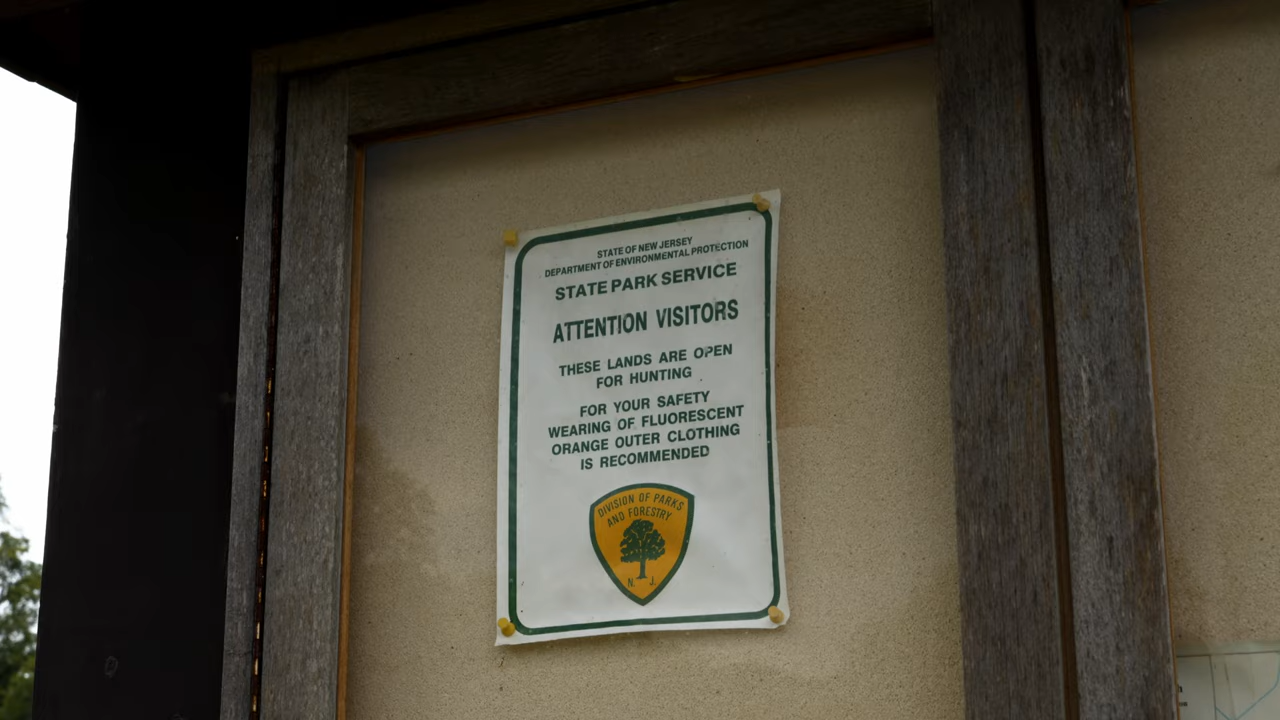 STATE OF NEW JERSEY
DEPARTMENT OF ENVIRONMENTAL PROTECTION
STATE PARK SERVICE
ATTENTION VISITORS
THESE LANDS ARE OPEN
FOR HUNTING
FOR YOUR SAFETY
WEARING OF FLUORESCENT
ORANGE OUTER CLOTHING
IS RECOMMENDED
DIVISION OF PARKS
AND FORESTRY
N. J.